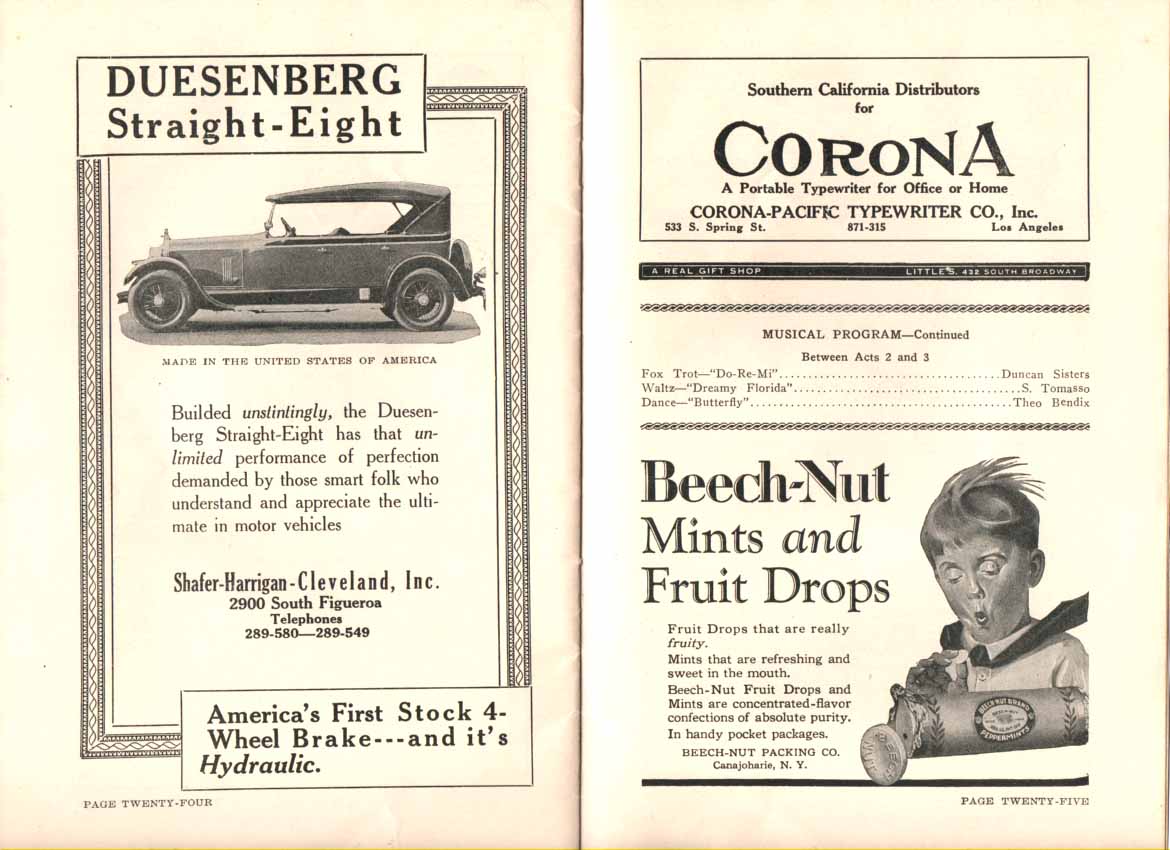 DUESENBERG
Straight-Eight
MADE IN THE UNITED STATES OF AMERICA
Builded unstintingly, the Duesen-
berg Straight-Eight has that un-
limited performance of perfection
demanded by those smart folk who
understand and appreciate the ulti-
mate in motor vehicles
Shafer-Harrigan-Cleveland, Inc.
2900 South Figueroa
Telephones
289-580—289-549
America's First Stock 4-
Wheel Brake---and it's
Hydraulic.
PAGE TWENTY-FOUR
Southern California Distributors
for
CORONA
A Portable Typewriter for Office or Home
CORONA-PACIFIC TYPEWRITER CO., Inc.
533 S. Spring St. 871-315 Los Angeles
A REAL GIFT SHOP LITTLE'S, 432 SOUTH BROADWAY
MUSICAL PROGRAM—Continued
Between Acts 2 and 3
Fox Trot—"Do-Re-Mi"....................................Duncan Sisters
Waltz—"Dreamy Florida".....................................S. Tomasso
Dance—"Butterfly"...........................................Theo Bendix
Beech-Nut
Mints and
Fruit Drops
Fruit Drops that are really
fruity.
Mints that are refreshing and
sweet in the mouth.
Beech-Nut Fruit Drops and
Mints are concentrated-flavor
confections of absolute purity.
In handy pocket packages.
BEECH-NUT PACKING CO.
Canajoharie, N. Y.
BEECH-NUT BRAND
PEPPERMINTS
BEECH
NUT
PAGE TWENTY-FIVE